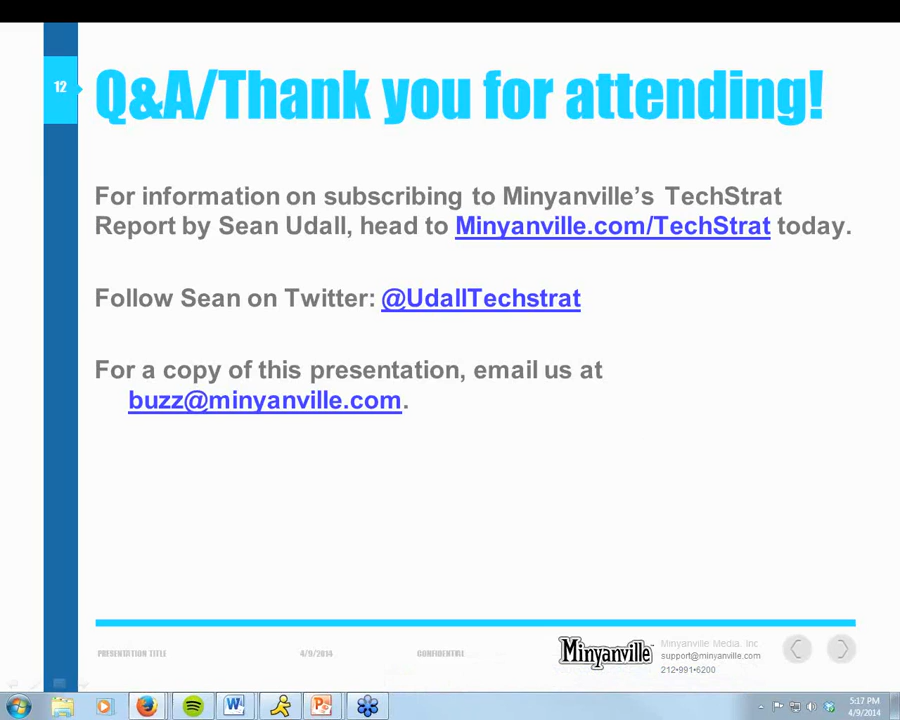 12
Q&A/Thank you for attending!
For information on subscribing to Minyanville’s TechStrat
Report by Sean Udall, head to Minyanville.com/TechStrat today.
Follow Sean on Twitter: @UdallTechstrat
For a copy of this presentation, email us at
buzz@minyanville.com.
PRESENTATION TITLE
4/9/2014
CONFIDENTIAL
Minyanville
Minyanville Media, Inc
support@minyanville.com
212•991•6200
5:17 PM
4/9/2014